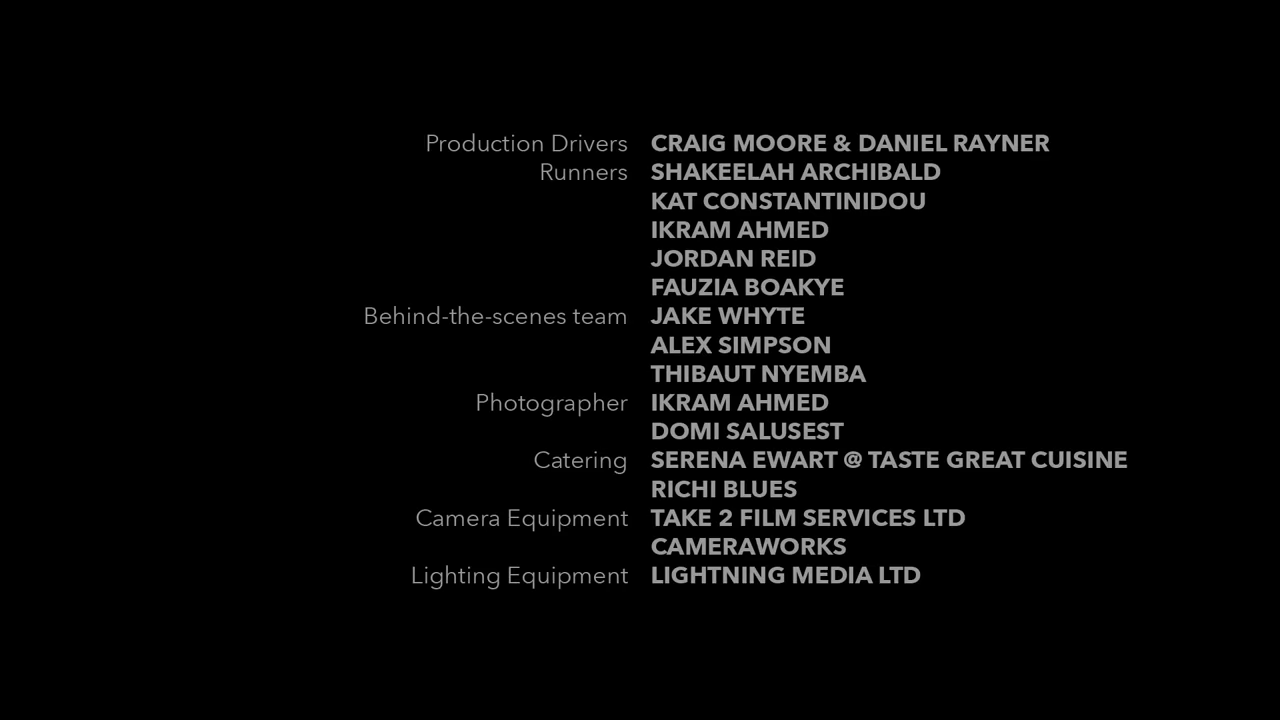 Production Drivers CRAIG MOORE & DANIEL RAYNER
Runners SHAKEELAH ARCHIBALD
KAT CONSTANTINIDOU
IKRAM AHMED
JORDAN REID
FAUZIA BOAKYE
Behind-the-scenes team JAKE WHYTE
ALEX SIMPSON
THIBAUT NYEMBA
Photographer IKRAM AHMED
DOMI SALUSEST
Catering SERENA EWART @ TASTE GREAT CUISINE
RICHI BLUES
Camera Equipment TAKE 2 FILM SERVICES LTD
CAMERAWORKS
Lighting Equipment LIGHTNING MEDIA LTD